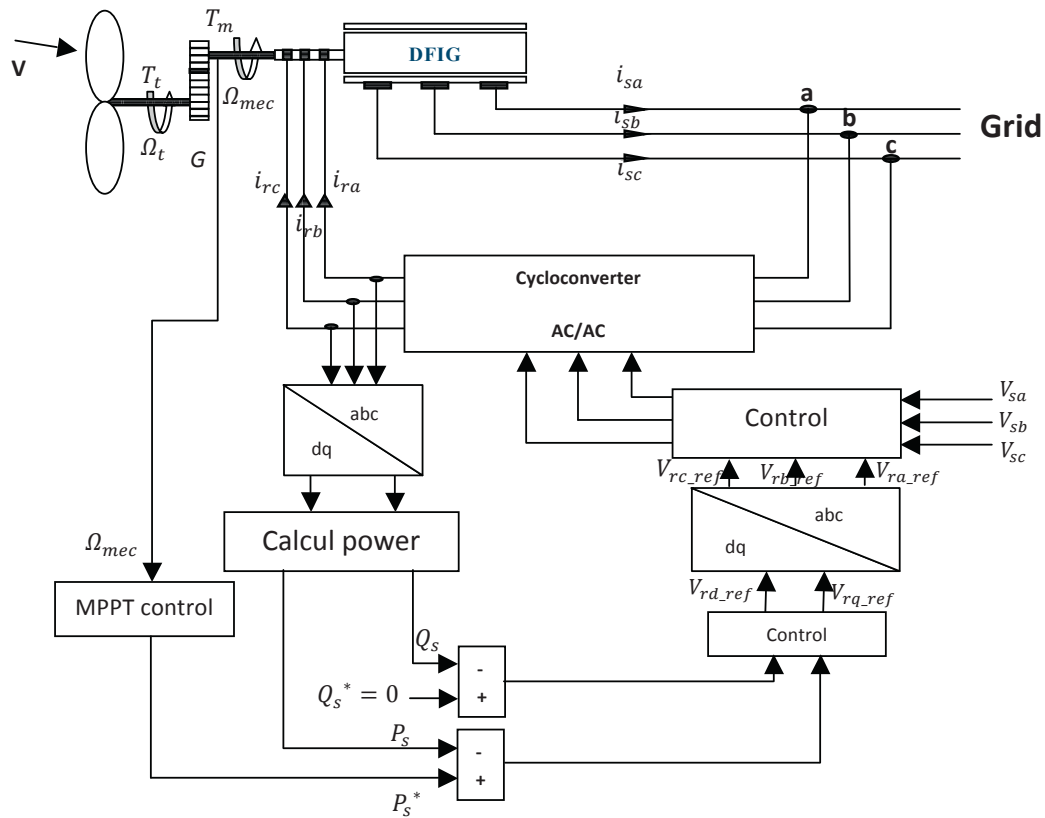 T_m
DFIG
V
T_t
Ω_mec
i_sa
a
i_sb
b
Grid
Ω_t
G
i_sc
c
i_rc
i_ra
i_rb
Cycloconverter
AC/AC
abc
dq
Control
V_sa
V_sb
V_sc
V_rc_ref
V_rb_ref
V_ra_ref
Calcul power
abc
dq
Ω_mec
MPPT control
V_rd_ref
V_rq_ref
Control
Q_s
-
Q_s* = 0
+
P_s
-
+
P_s*